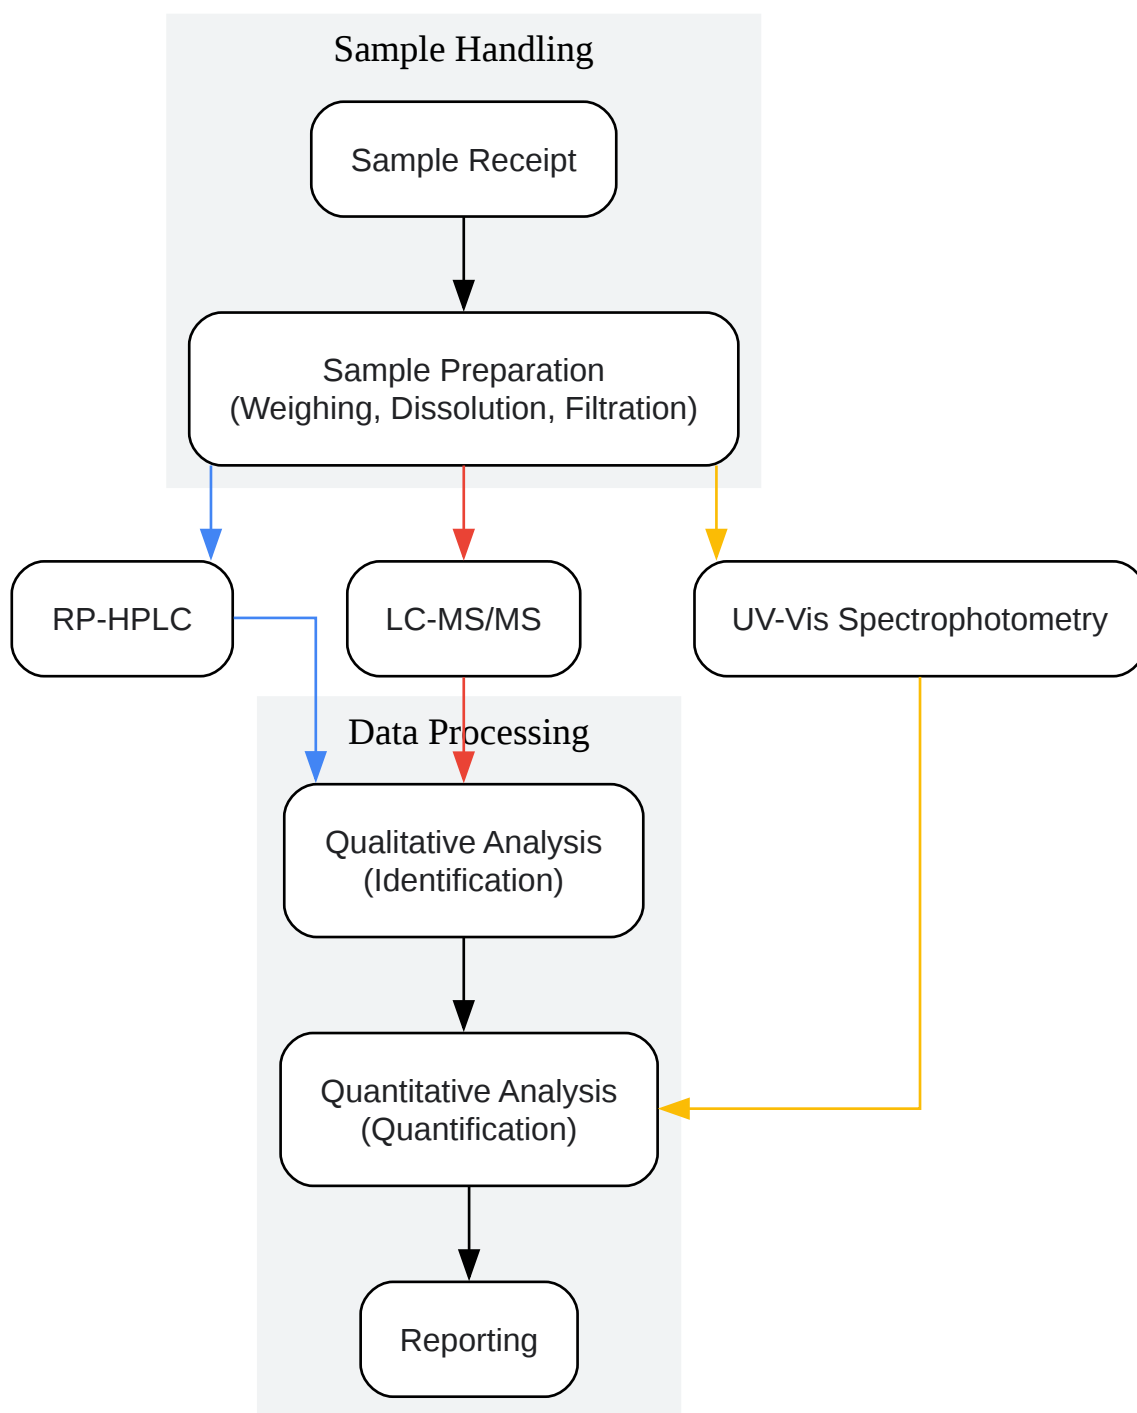 Sample Handling
Sample Receipt
Sample Preparation
(Weighing, Dissolution, Filtration)
RP-HPLC
LC-MS/MS
UV-Vis Spectrophotometry
Data Processing
Qualitative Analysis
(Identification)
Quantitative Analysis
(Quantification)
Reporting